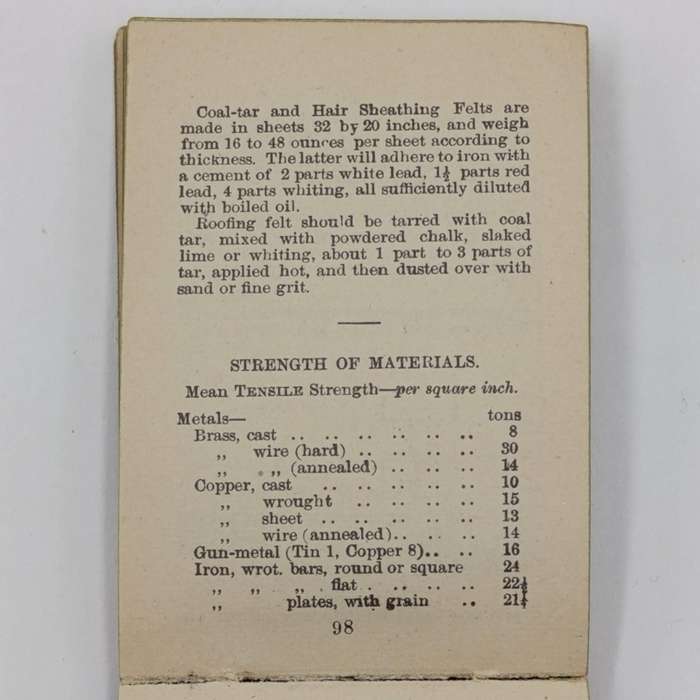 Coal-tar and Hair Sheathing Felts are
made in sheets 32 by 20 inches, and weigh
from 16 to 48 ounces per sheet according to
thickness. The latter will adhere to iron with
a cement of 2 parts white lead, 1½ parts red
lead, 4 parts whiting, all sufficiently diluted
with boiled oil.
Roofing felt should be tarred with coal
tar, mixed with powdered chalk, slaked
lime or whiting, about 1 part to 3 parts of
tar, applied hot, and then dusted over with
sand or fine grit.
STRENGTH OF MATERIALS.
Mean TENSILE Strength—per square inch.
Metals— tons
Brass, cast .. .. .. .. .. .. 8
„ wire (hard) .. .. .. .. 30
„ „ (annealed) .. .. .. 14
Copper, cast .. .. .. .. .. 10
„ wrought .. .. .. .. 15
„ sheet .. .. .. .. .. 13
„ wire (annealed).. .. .. 14
Gun-metal (Tin 1, Copper 8).. .. 16
Iron, wrot. bars, round or square 24
„ „ „ flat .. .. .. .. 22½
„ plates, with grain .. 21¼
98